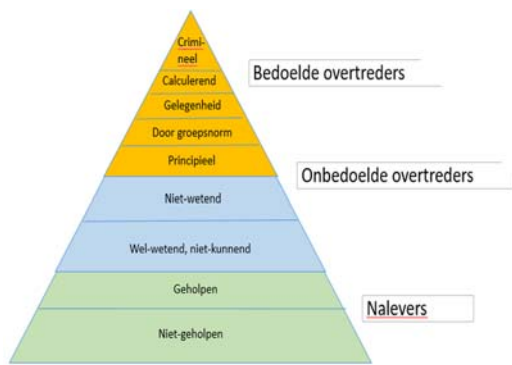 Crimi-
neel
Bedoelde overtreders
Calculerend
Gelegenheid
Door groepsnorm
Principieel
Onbedoelde overtreders
Niet-wetend
Wel-wetend, niet-kunnend
Geholpen
Nalevers
Niet-geholpen